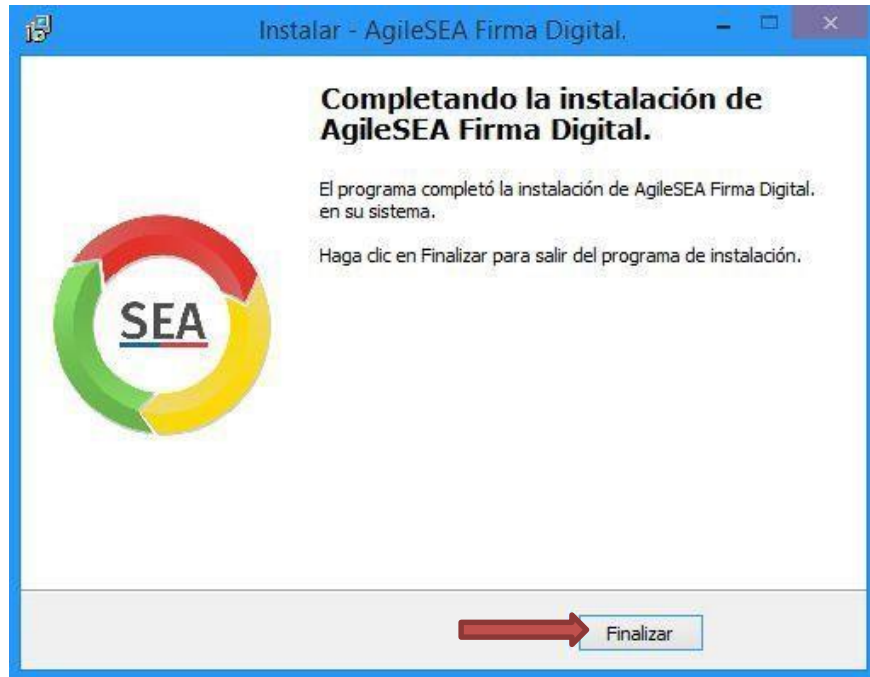 Instalar - AgileSEA Firma Digital.
Completando la instalación de
AgileSEA Firma Digital.
El programa completó la instalación de AgileSEA Firma Digital.
en su sistema.
Haga clic en Finalizar para salir del programa de instalación.
SEA
Finalizar